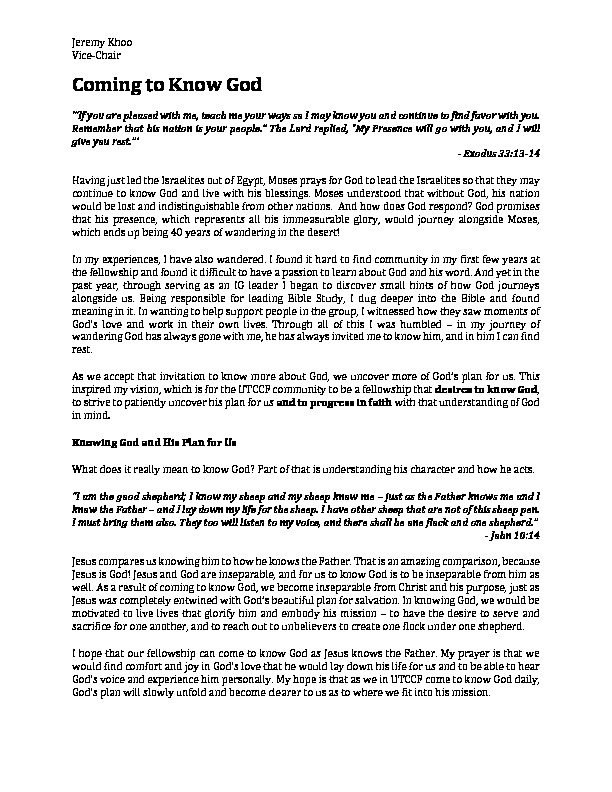 Jeremy Khoo
Vice-Chair
Coming to Know God
"'If you are pleased with me, teach me your ways so I may know you and continue to find favor with you.
Remember that his nation is your people." The Lord replied, "My Presence will go with you, and I will
give you rest.'"
- Exodus 33:13-14
Having just led the Israelites out of Egypt, Moses prays for God to lead the Israelites so that they may
continue to know God and live with his blessings. Moses understood that without God, his nation
would be lost and indistinguishable from other nations. And how does God respond? God promises
that his presence, which represents all his immeasurable glory, would journey alongside Moses,
which ends up being 40 years of wandering in the desert!
In my experiences, I have also wandered. I found it hard to find community in my first few years at
the fellowship and found it difficult to have a passion to learn about God and his word. And yet in the
past year, through serving as an IG leader I began to discover small hints of how God journeys
alongside us. Being responsible for leading Bible Study, I dug deeper into the Bible and found
meaning in it. In wanting to help support people in the group, I witnessed how they saw moments of
God's love and work in their own lives. Through all of this I was humbled – in my journey of
wandering God has always gone with me, he has always invited me to know him, and in him I can find
rest.
As we accept that invitation to know more about God, we uncover more of God's plan for us. This
inspired my vision, which is for the UTCCF community to be a fellowship that desires to know God,
to strive to patiently uncover his plan for us and to progress in faith with that understanding of God
in mind.
Knowing God and His Plan for Us
What does it really mean to know God? Part of that is understanding his character and how he acts.
"I am the good shepherd; I know my sheep and my sheep know me – just as the Father knows me and I
know the Father – and I lay down my life for the sheep. I have other sheep that are not of this sheep pen.
I must bring them also. They too will listen to my voice, and there shall be one flock and one shepherd."
- John 10:14
Jesus compares us knowing him to how he knows the Father. That is an amazing comparison, because
Jesus is God! Jesus and God are inseparable, and for us to know God is to be inseparable from him as
well. As a result of coming to know God, we become inseparable from Christ and his purpose, just as
Jesus was completely entwined with God's beautiful plan for salvation. In knowing God, we would be
motivated to live lives that glorify him and embody his mission – to have the desire to serve and
sacrifice for one another, and to reach out to unbelievers to create one flock under one shepherd.
I hope that our fellowship can come to know God as Jesus knows the Father. My prayer is that we
would find comfort and joy in God's love that he would lay down his life for us and to be able to hear
God's voice and experience him personally. My hope is that as we in UTCCF come to know God daily,
God's plan will slowly unfold and become clearer to us as to where we fit into his mission.